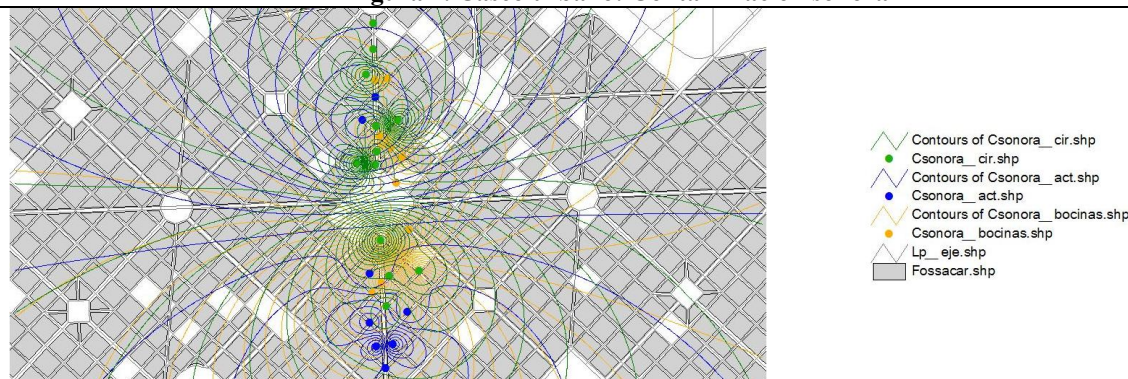 Contours of Csonora__cir.shp
Csonora__cir.shp
Contours of Csonora__act.shp
Csonora__act.shp
Contours of Csonora__bocinas.shp
Csonora__bocinas.shp
Lp__eje.shp
Fossacar.shp